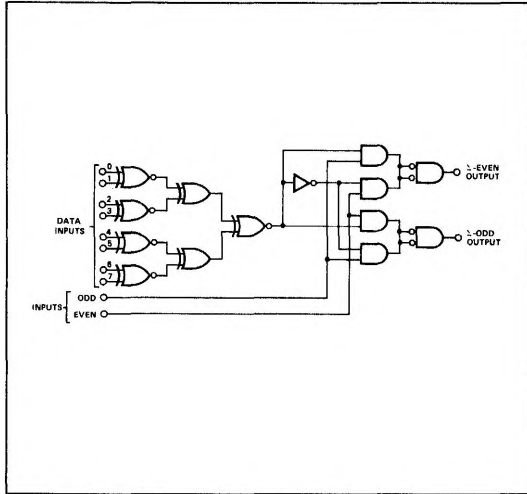 0
1
2
3
DATA
INPUTS
4
5
6
7
INPUTS
ODD
EVEN
Σ-EVEN
OUTPUT
Σ-ODD
OUTPUT